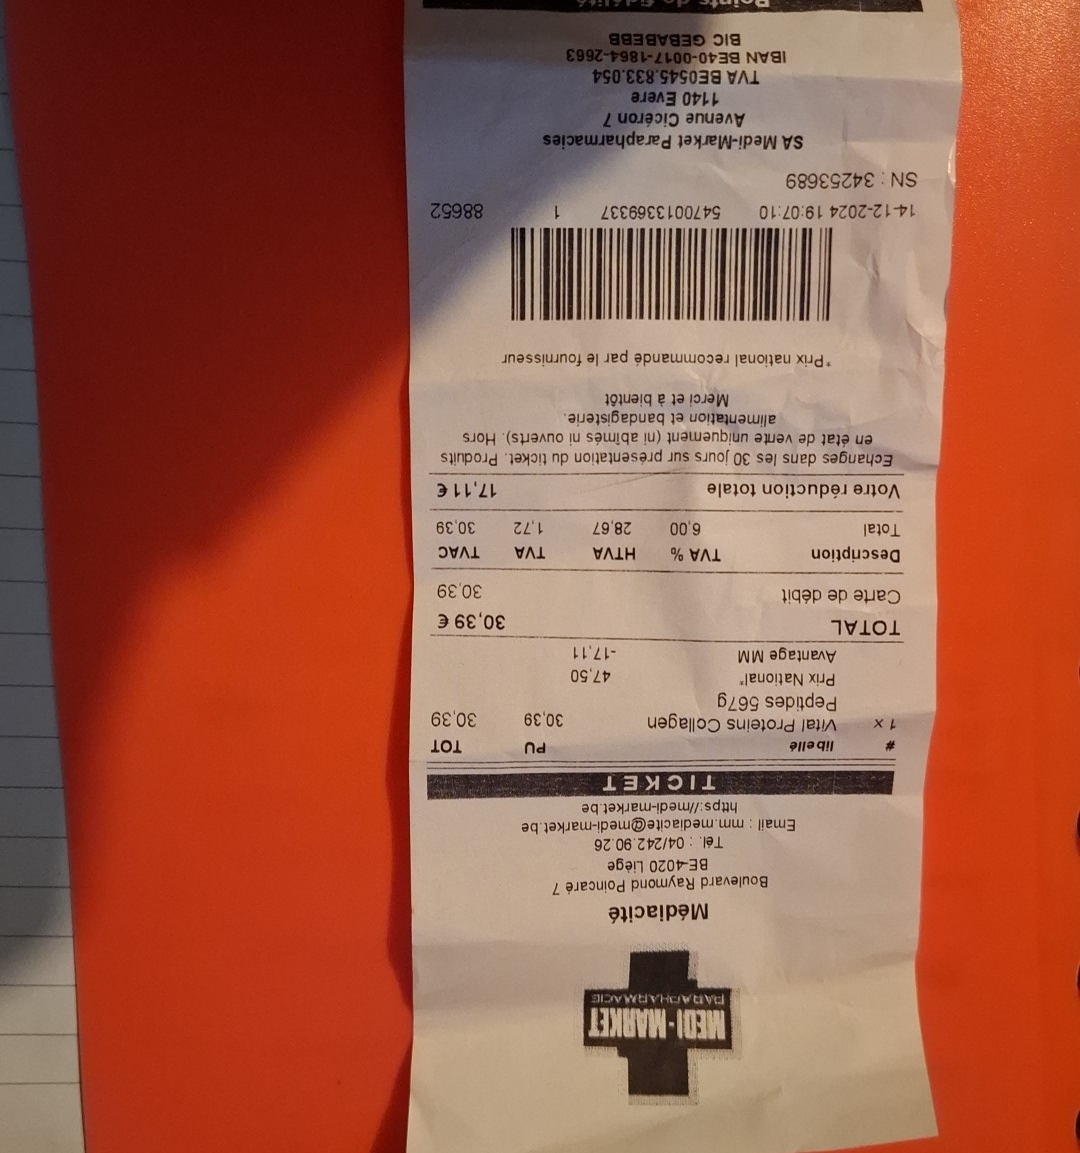 MEDI-MARKET
PARAPHARMACIE
Médiacité
Boulevard Raymond Poincaré 7
BE-4020 Liège
Tél. : 04/242.90.26
Email : mm.mediacite@medi-market.be
https://medi-market.be
TICKET
# libellé PU TOT
1 x Vital Proteins Collagen 30,39 30,39
Peptides 567g
Prix National* 47,50
Avantage MM -17,11
TOTAL 30,39 €
Carte de débit 30,39
Description TVA % HTVA TVA TVAC
Total 6,00 28,67 1,72 30,39
Votre réduction totale 17,11 €
Echanges dans les 30 jours sur présentation du ticket. Produits
en état de vente uniquement (ni abîmés ni ouverts). Hors
alimentation et bandagisterie.
Merci et à bientôt
*Prix national recommandé par le fournisseur
14-12-2024 19:07:10 5470013369337 1 88652
SN : 34253689
SA Medi-Market Parapharmacies
Avenue Cicéron 7
1140 Evere
TVA BE0545.833.054
IBAN BE40-0017-1864-2663
BIC GEBABEBB
Points de fidélité